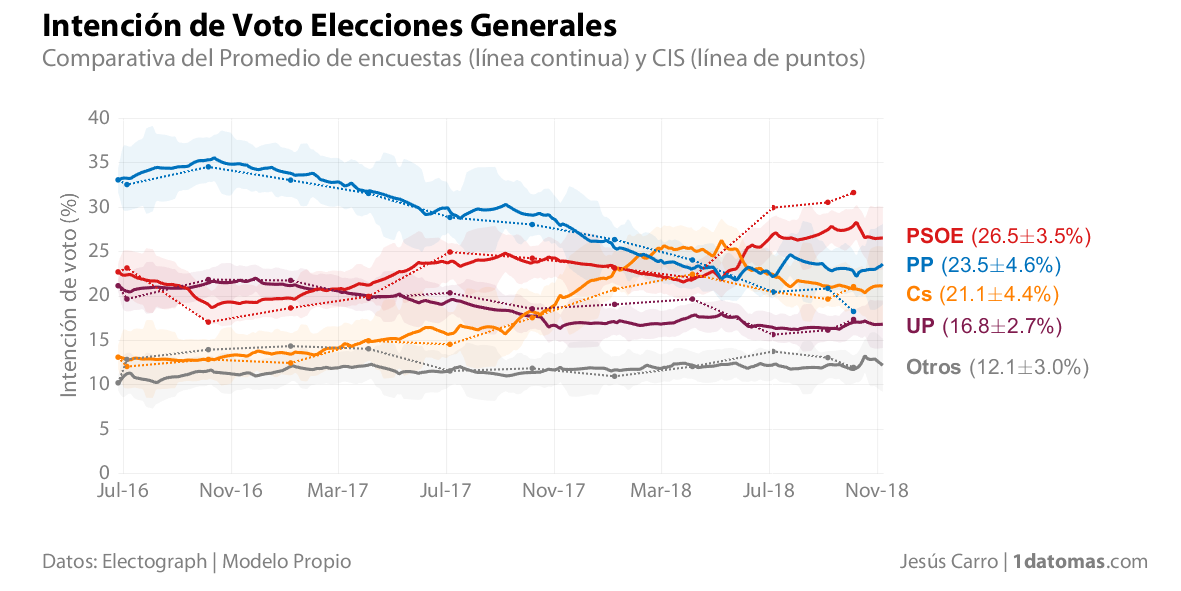 Intención de Voto Elecciones Generales
Comparativa del Promedio de encuestas (línea continua) y CIS (línea de puntos)
Intención de voto (%)
40
35
30
25
20
15
10
5
0
Jul-16 Nov-16 Mar-17 Jul-17 Nov-17 Mar-18 Jul-18 Nov-18
PSOE (26.5±3.5%)
PP (23.5±4.6%)
Cs (21.1±4.4%)
UP (16.8±2.7%)
Otros (12.1±3.0%)
Datos: Electograph | Modelo Propio
Jesús Carro | 1datomas.com